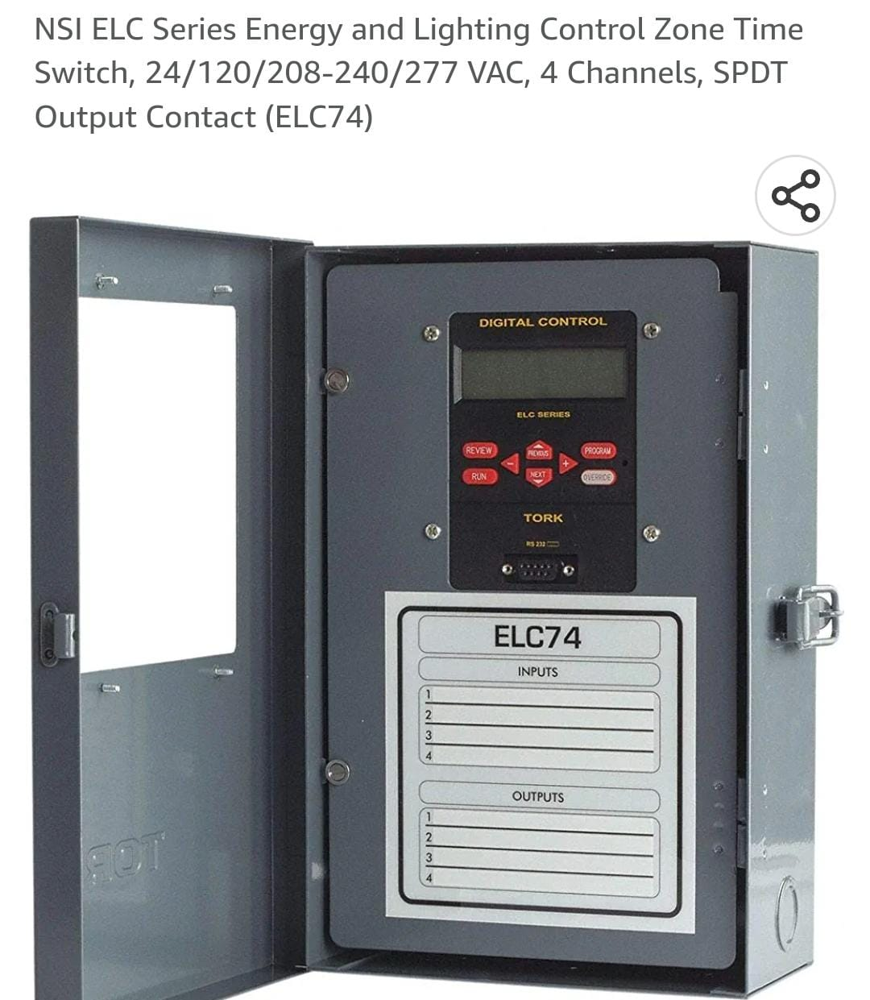 NSI ELC Series Energy and Lighting Control Zone Time
Switch, 24/120/208-240/277 VAC, 4 Channels, SPDT
Output Contact (ELC74)
DIGITAL CONTROL
ELC SERIES
REVIEW
PREVIOUS
PROGRAM
-
+
RUN
NEXT
OVERRIDE
TORK
RS 232
ELC74
INPUTS
1
2
3
4
OUTPUTS
1
2
3
4